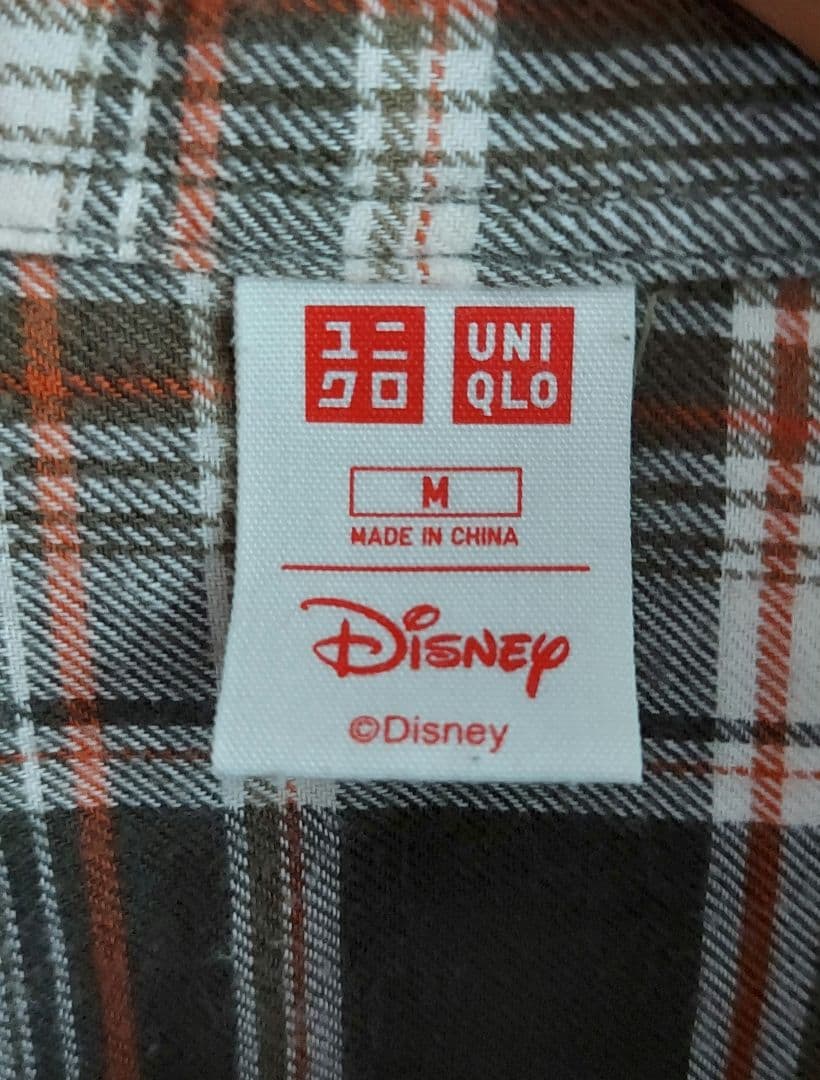 ユニ
クロ
UNI
QLO
M
MADE IN CHINA
Disney
©Disney